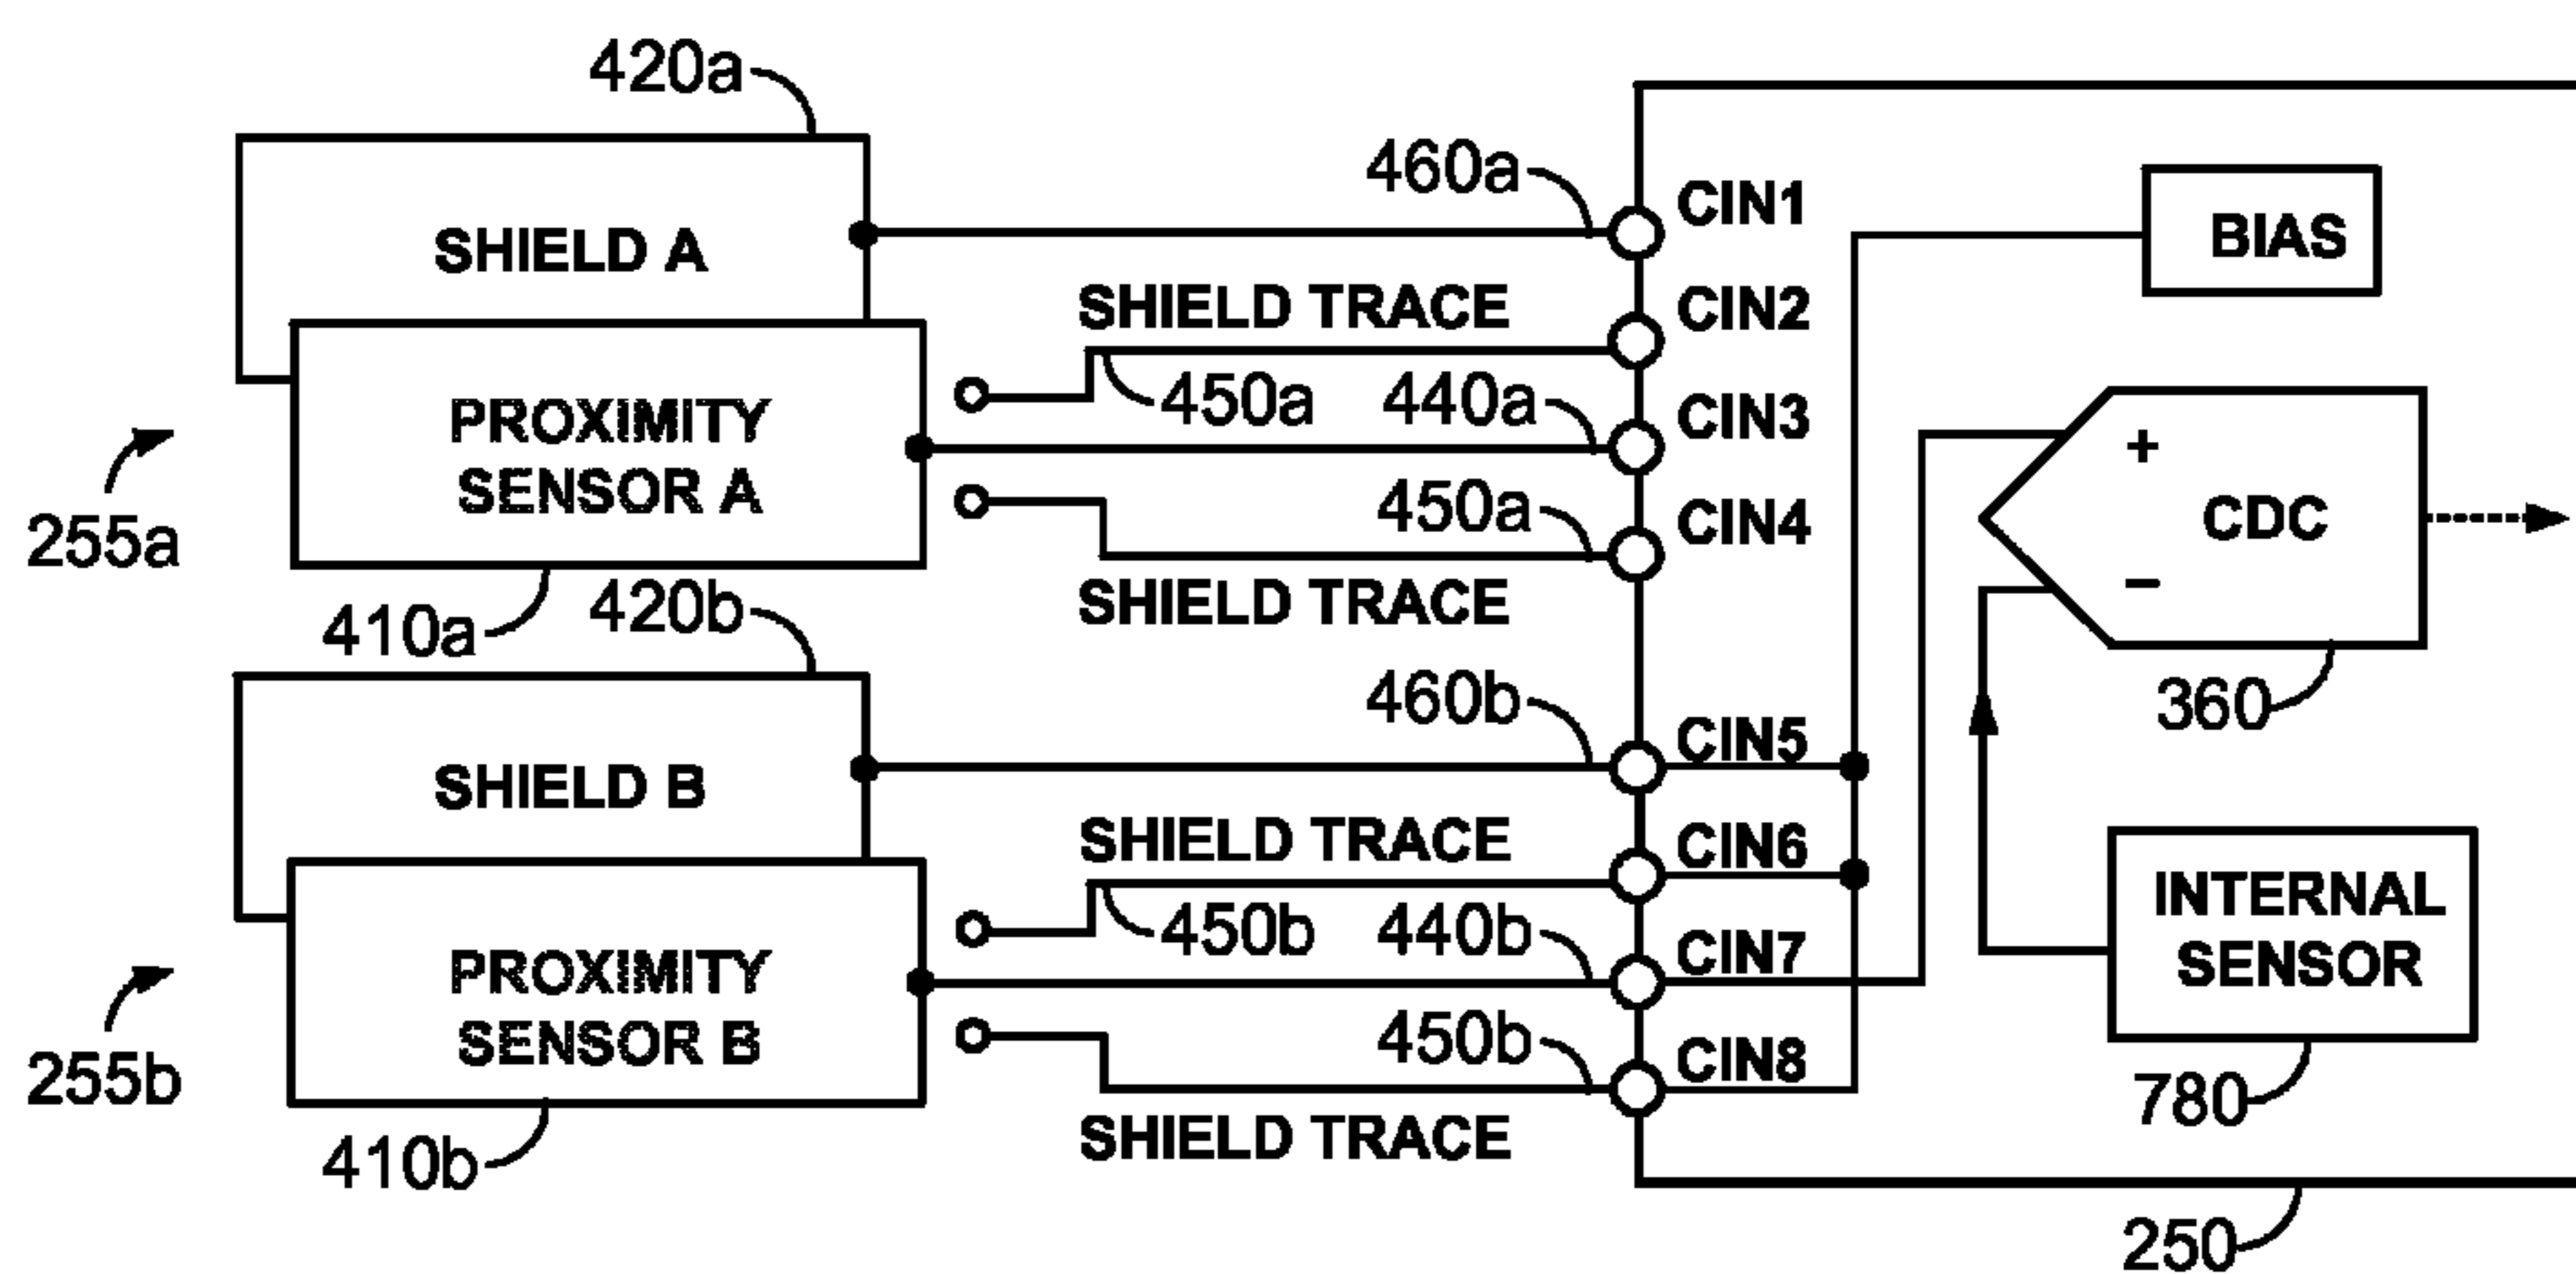 420a
SHIELD A
460a
CIN1
BIAS
SHIELD TRACE
CIN2
PROXIMITY
SENSOR A
450a
440a
CIN3
+
CDC
−
255a
450a
CIN4
SHIELD TRACE
410a
420b
360
SHIELD B
460b
CIN5
SHIELD TRACE
CIN6
INTERNAL
SENSOR
PROXIMITY
SENSOR B
450b
440b
CIN7
255b
450b
CIN8
780
SHIELD TRACE
410b
250